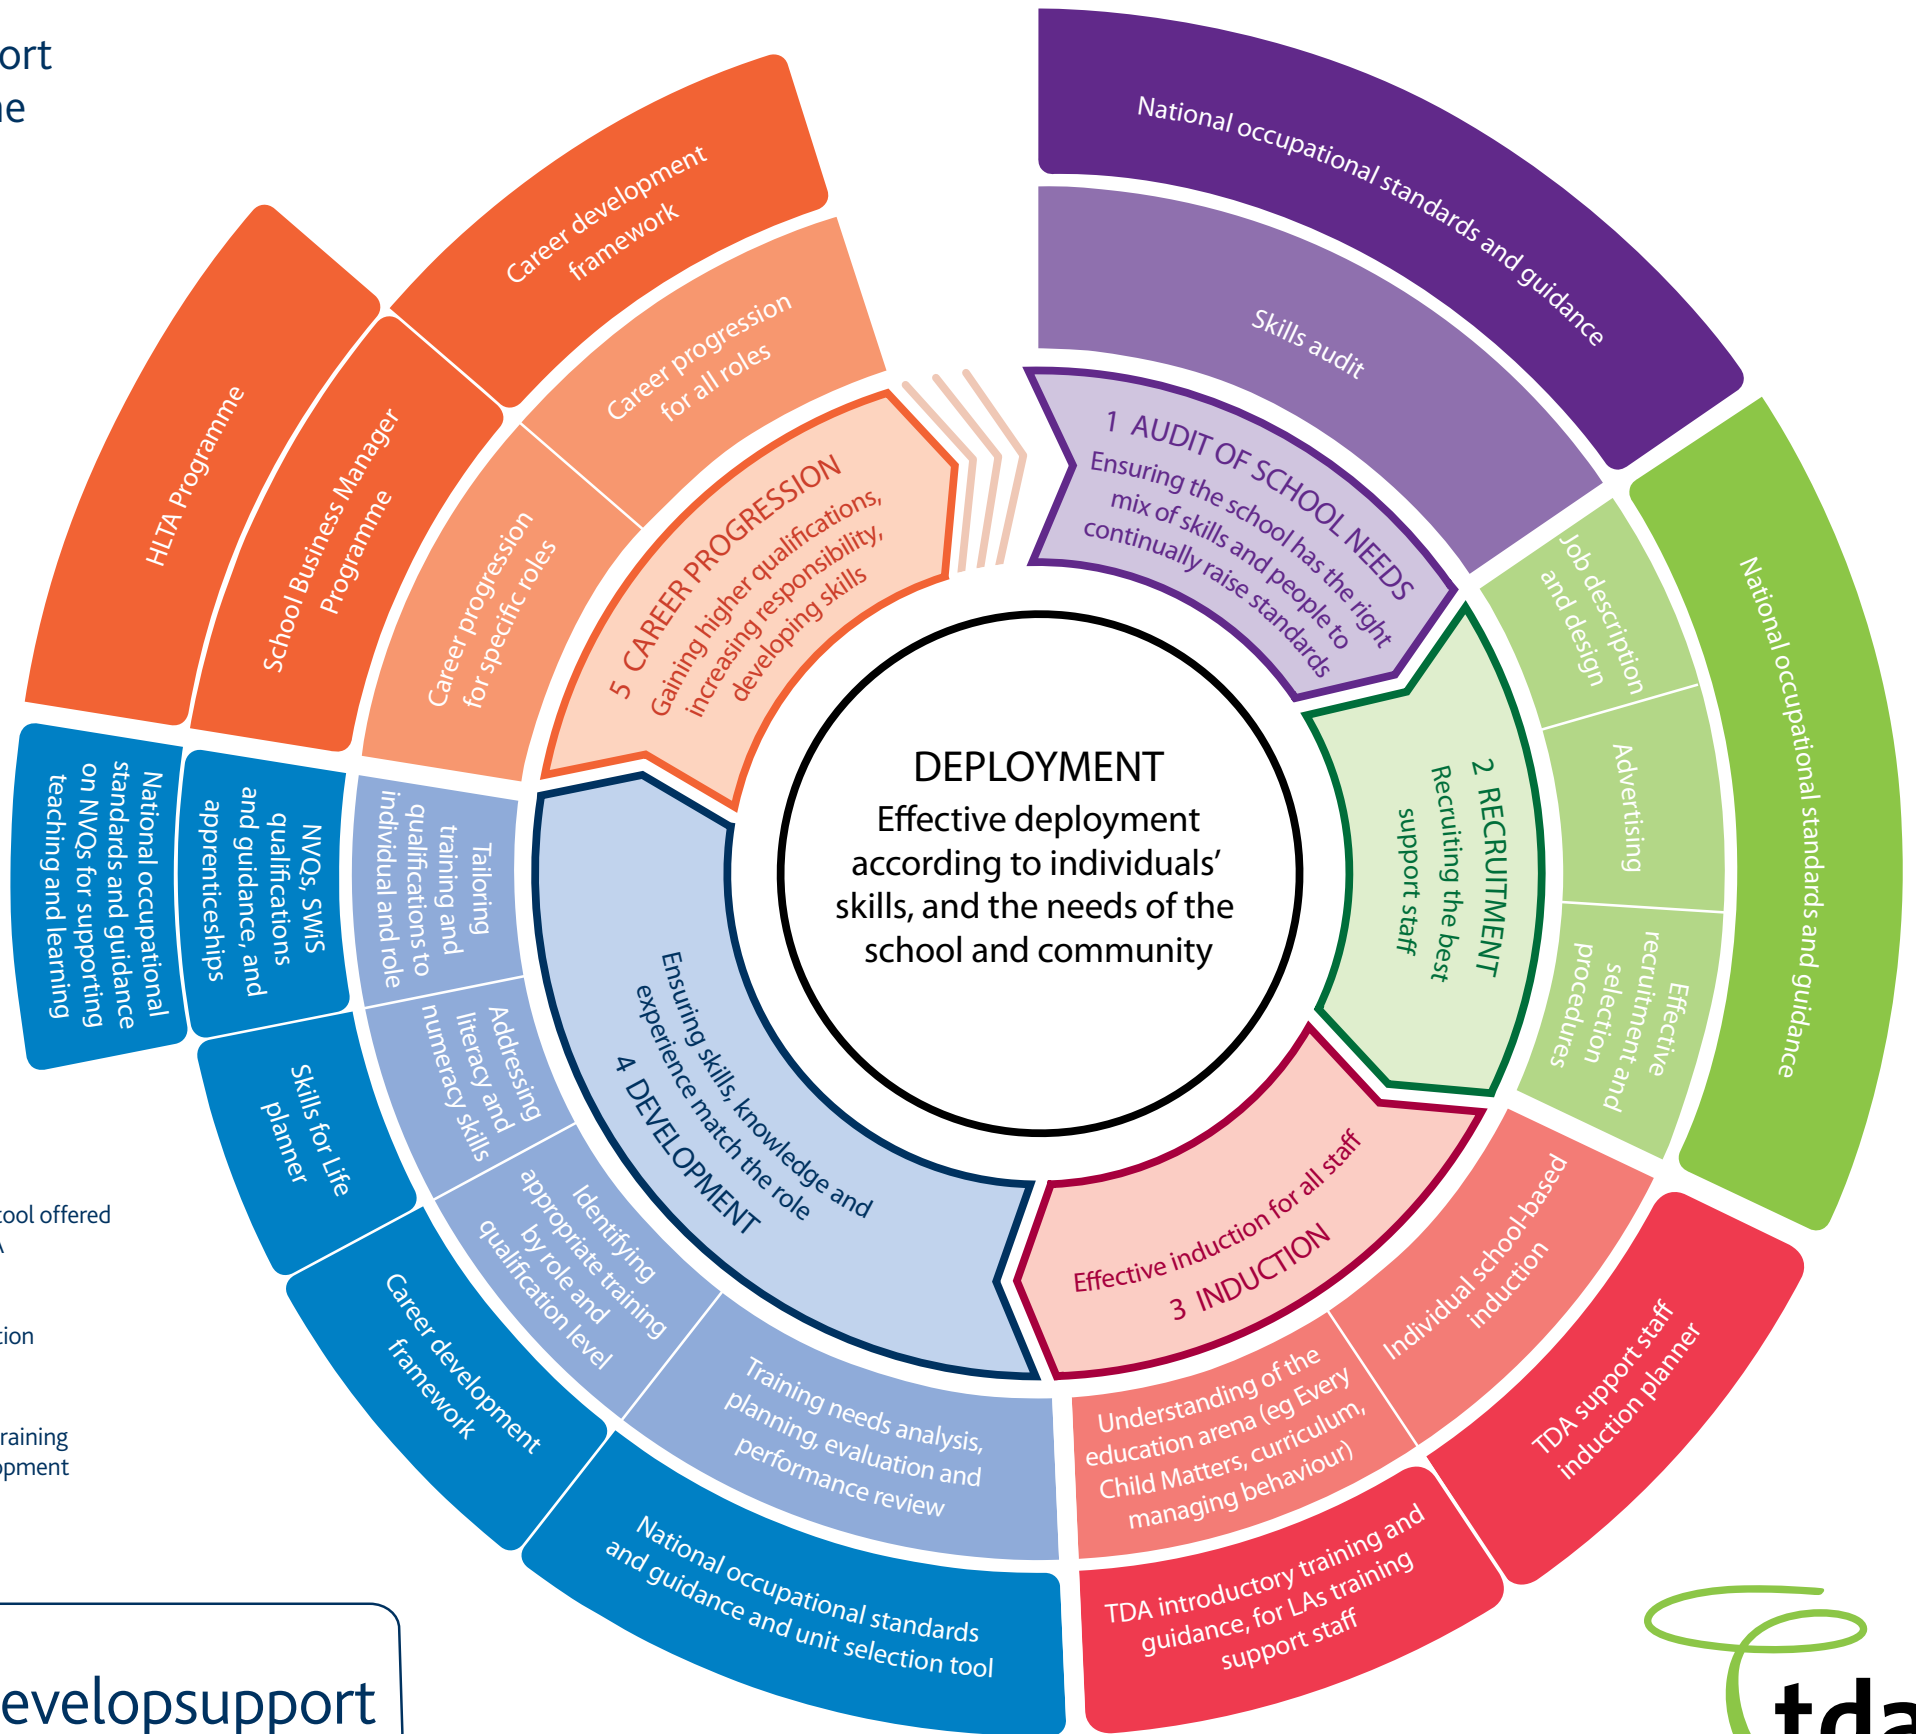 ort
ne
National occupational standards and guidance
Skills audit
1 AUDIT OF SCHOOL NEEDS
Ensuring the school has the right
mix of skills and people to
continually raise standards
National occupational standards and guidance
Job description
and design
Advertising
Effective
recruitment and
selection
procedures
2 RECRUITMENT
Recruiting the best
support staff
TDA support staff
induction planner
Individual school-based
induction
TDA introductory training and
guidance, for LAs training
support staff
Understanding of the
education arena (eg Every
Child Matters, curriculum,
managing behaviour)
Effective induction for all staff
3 INDUCTION
National occupational standards
and guidance and unit selection tool
Training needs analysis,
planning, evaluation and
performance review
Career development
framework
Identifying
appropriate training
by role and
qualification level
Skills for Life
planner
Addressing
literacy and
numeracy skills
National occupational
standards and guidance
on NVQs for supporting
teaching and learning
NVQs, SWiS
qualifications
and guidance, and
apprenticeships
Tailoring
training and
qualifications to
individual and role
Ensuring skills, knowledge and
experience match the role
4 DEVELOPMENT
HLTA Programme
School Business Manager
Programme
Career progression
for specific roles
Career development
framework
Career progression
for all roles
5 CAREER PROGRESSION
Gaining higher qualifications,
increasing responsibility,
developing skills
DEPLOYMENT
Effective deployment
according to individuals’
skills, and the needs of the
school and community
tool offered
A
tion
raining
opment
evelopsupport
tda